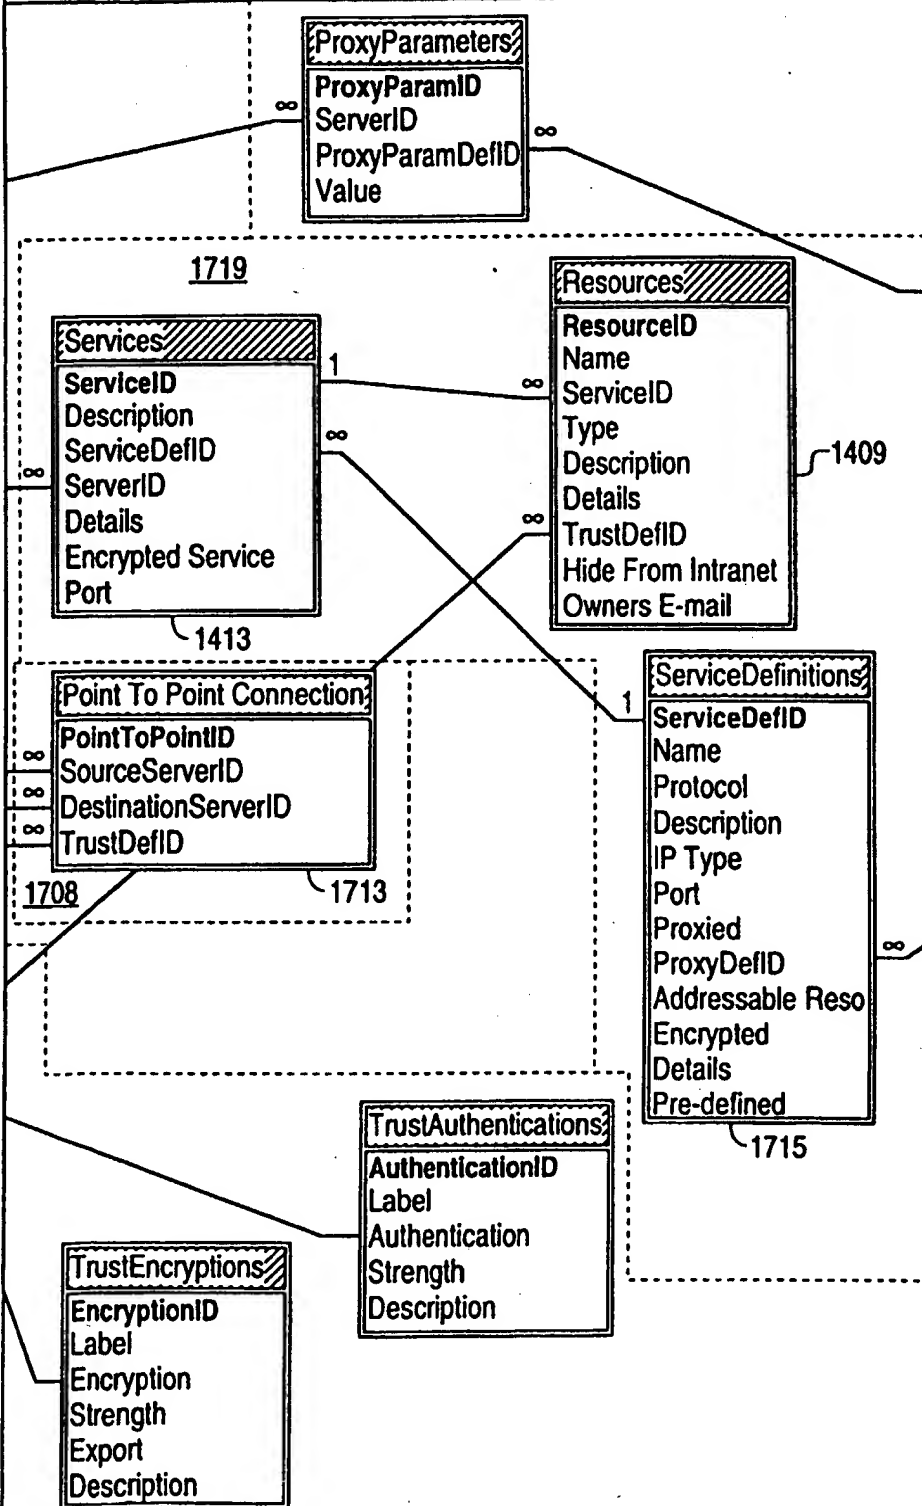 ProxyParameters
ProxyParamID
∞
ServerID
∞
ProxyParamDefID
Value
1719
Resources
ResourceID
Name
ServiceID
Type
Description
Details
TrustDefID
Hide From Intranet
Owners E-mail
∞
∞
1409
Services
ServiceID
Description
ServiceDefID
ServerID
Details
Encrypted Service
Port
1
∞
∞
1413
Point To Point Connection
PointToPointID
SourceServerID
DestinationServerID
TrustDefID
∞
∞
∞
1708
1713
ServiceDefinitions
1
ServiceDefID
Name
Protocol
Description
IP Type
Port
Proxied
ProxyDefID
∞
Addressable Reso
Encrypted
Details
Pre-defined
1715
TrustAuthentications
AuthenticationID
Label
Authentication
Strength
Description
TrustEncryptions
EncryptionID
Label
Encryption
Strength
Export
Description